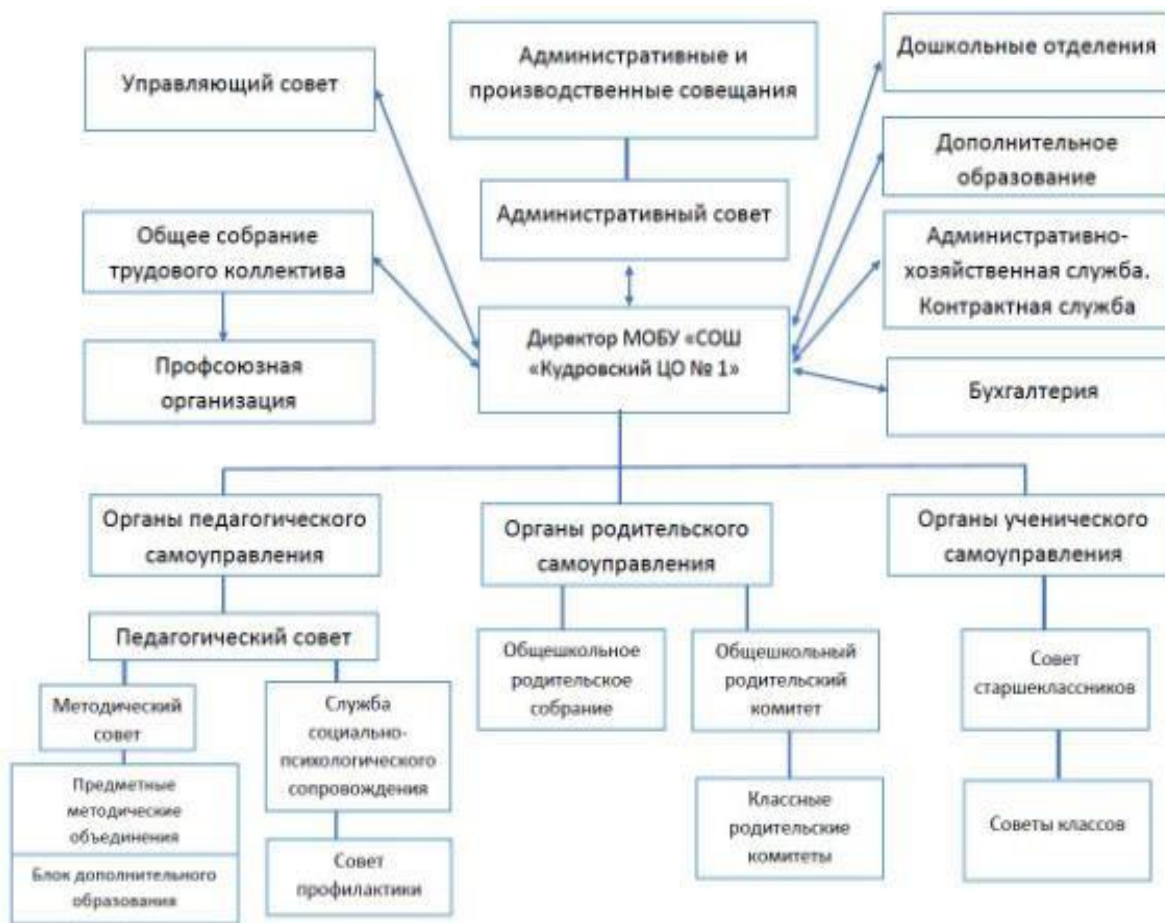 Управляющий совет
Административные и
производственные совещания
Дошкольные отделения
Дополнительное
образование
Административный совет
Общее собрание
трудового коллектива
Административно-
хозяйственная служба.
Контрактная служба
Директор МОБУ «СОШ
«Кудровский ЦО № 1»
Профсоюзная
организация
Бухгалтерия
Органы педагогического
самоуправления
Органы родительского
самоуправления
Органы ученического
самоуправления
Педагогический совет
Общешкольное
родительское
собрание
Общешкольный
родительский
комитет
Совет
старшеклассников
Методический
совет
Служба
социально-
психологического
сопровождения
Предметные
методические
объединения
Блок дополнительного
образования
Совет
профилактики
Классные
родительские
комитеты
Советы классов